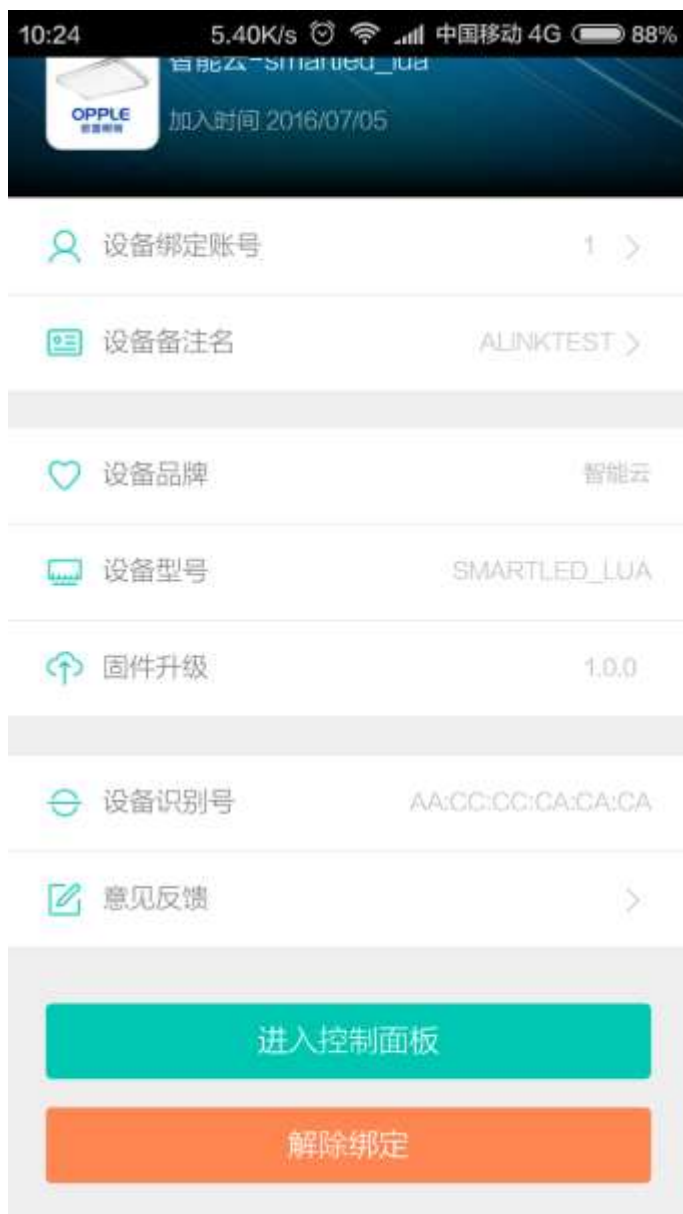 10:24 5.40K/s 中国移动 4G 88%
智能云-smartled_lua
OPPLE
欧普照明
加入时间 2016/07/05
设备绑定账号 1
设备备注名 ALINKTEST
设备品牌 智能云
设备型号 SMARTLED_LUA
固件升级 1.0.0
设备识别号 AA:CC:CC:CA:CA:CA
意见反馈
进入控制面板
解除绑定